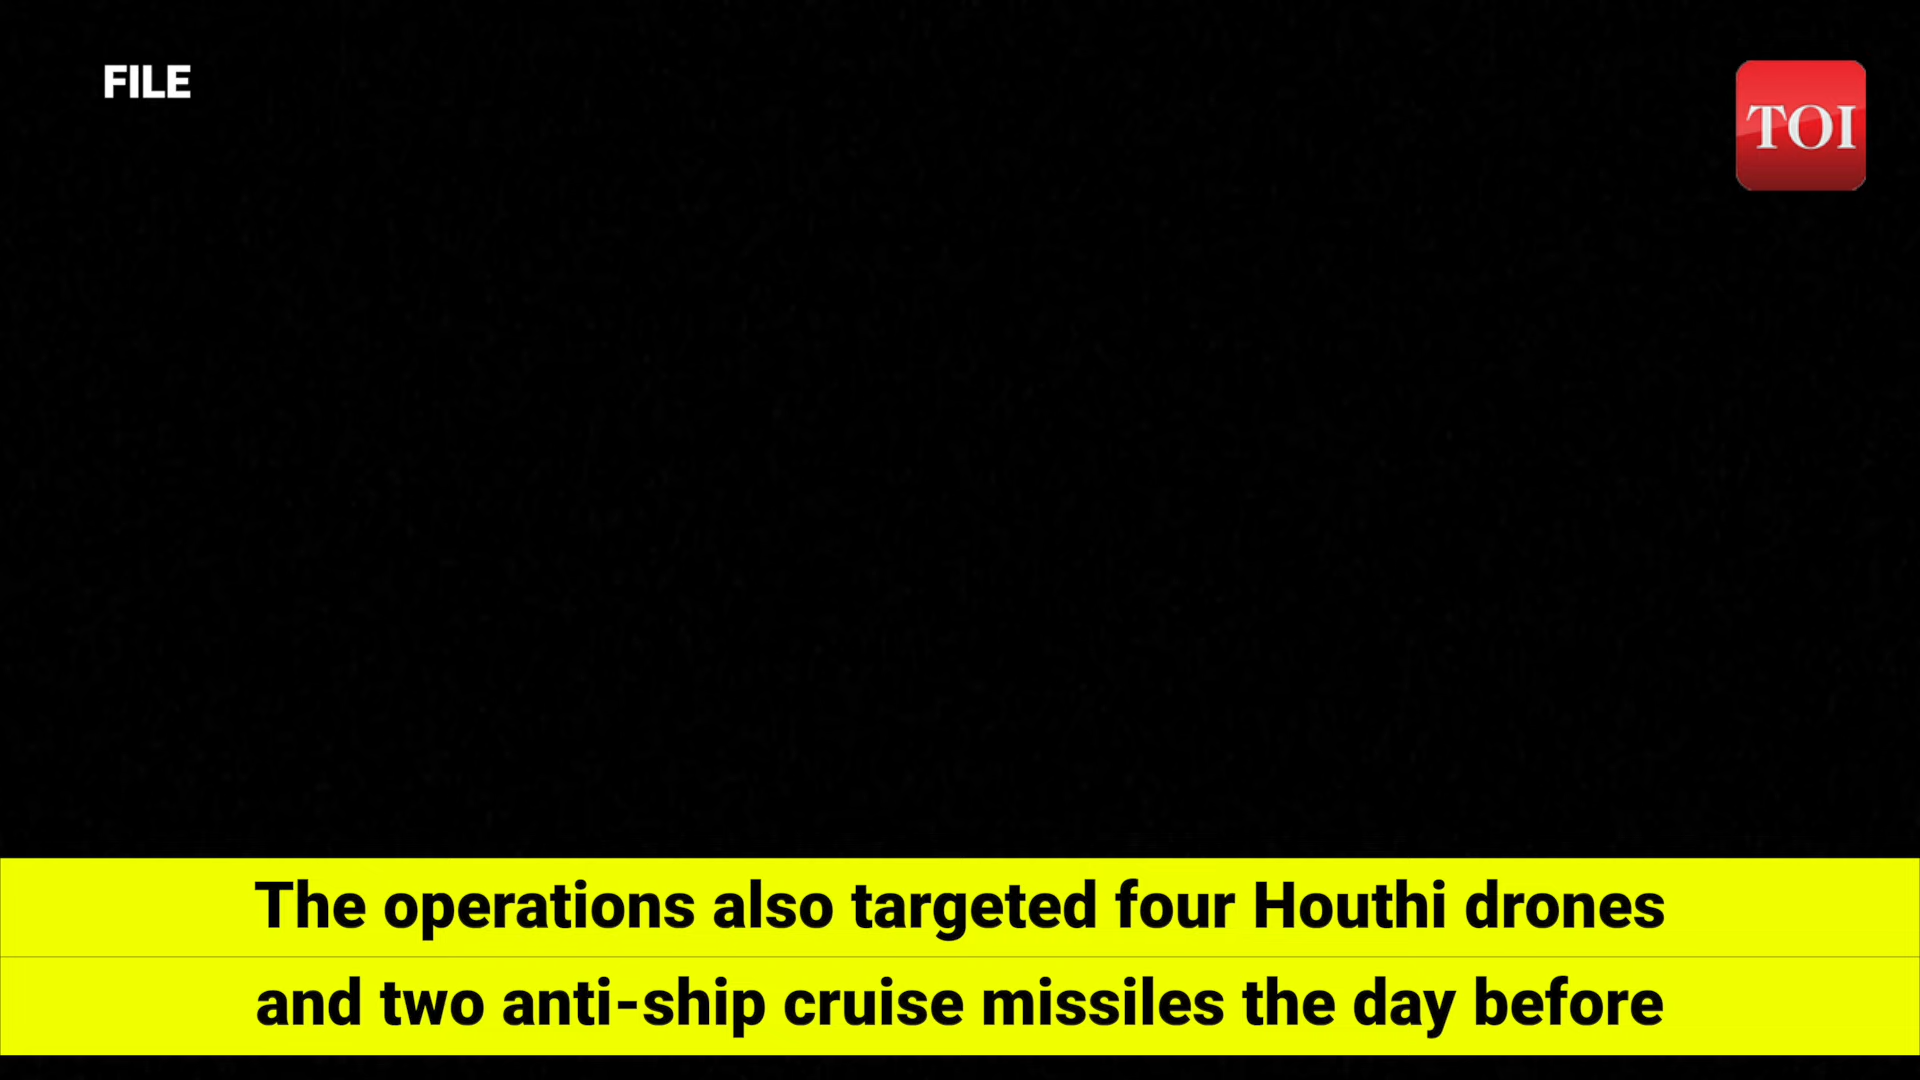 FILE
TOI
The operations also targeted four Houthi drones
and two anti-ship cruise missiles the day before